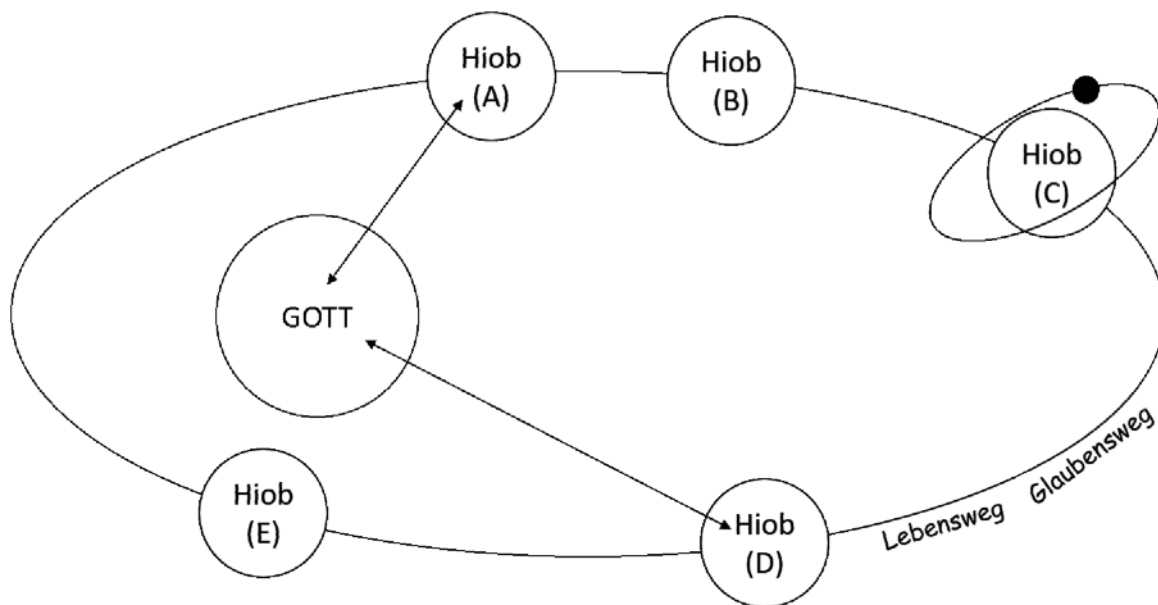 Hiob
(A)
Hiob
(B)
Hiob
(C)
GOTT
Hiob
(E)
Hiob
(D)
Lebensweg Glaubensweg